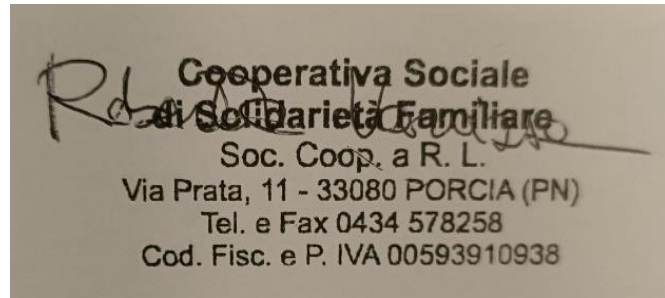 Cooperativa Sociale
di Solidarietà Familiare
Soc. Coop. a R. L.
Via Prata, 11 - 33080 PORCIA (PN)
Tel. e Fax 0434 578258
Cod. Fisc. e P. IVA 00593910938